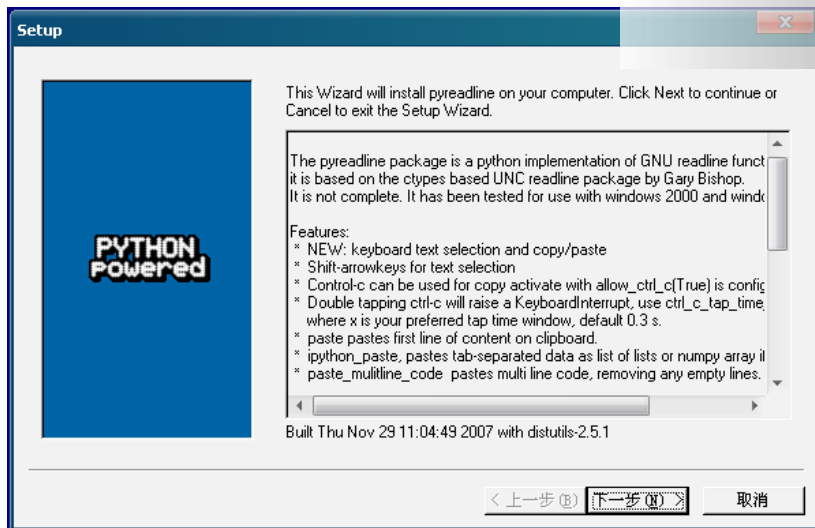 Setup
This Wizard will install pyreadline on your computer. Click Next to continue or
Cancel to exit the Setup Wizard.
PYTHON
Powered
The pyreadline package is a python implementation of GNU readline funct
it is based on the ctypes based UNC readline package by Gary Bishop.
It is not complete. It has been tested for use with windows 2000 and wind
Features:
* NEW: keyboard text selection and copy/paste
* Shift-arrowkeys for text selection
* Control-c can be used for copy activate with allow_ctrl_c(True) is config
* Double tapping ctrl-c will raise a KeyboardInterrupt, use ctrl_c_tap_time_
where x is your preferred tap time window, default 0.3 s.
* paste pastes first line of content on clipboard.
* ipython_paste, pastes tab-separated data as list of lists or numpy array if
* paste_mulitline_code pastes multi line code, removing any empty lines.
Built Thu Nov 29 11:04:49 2007 with distutils-2.5.1
< 上一步(B) 下一步(N) > 取消